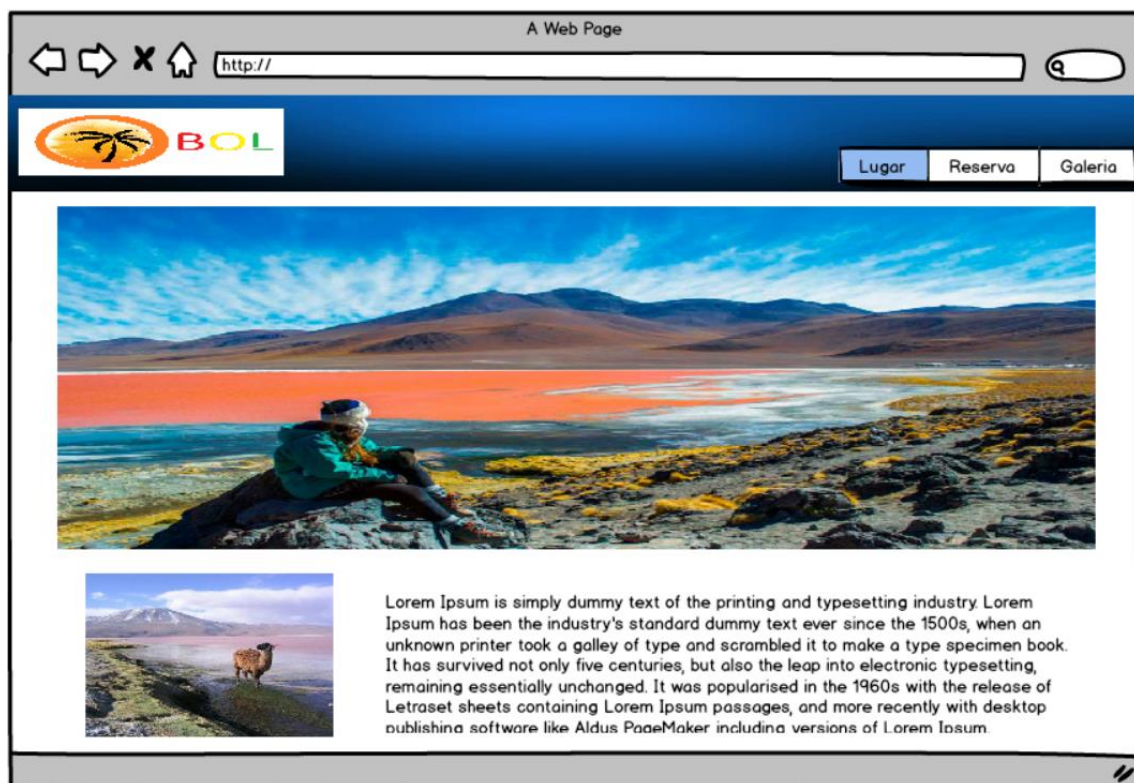 A Web Page
http://
BOL
Lugar Reserva Galeria
Lorem Ipsum is simply dummy text of the printing and typesetting industry. Lorem
Ipsum has been the industry's standard dummy text ever since the 1500s, when an
unknown printer took a galley of type and scrambled it to make a type specimen book.
It has survived not only five centuries, but also the leap into electronic typesetting,
remaining essentially unchanged. It was popularised in the 1960s with the release of
Letraset sheets containing Lorem Ipsum passages, and more recently with desktop
publishing software like Aldus PageMaker including versions of Lorem Ipsum.